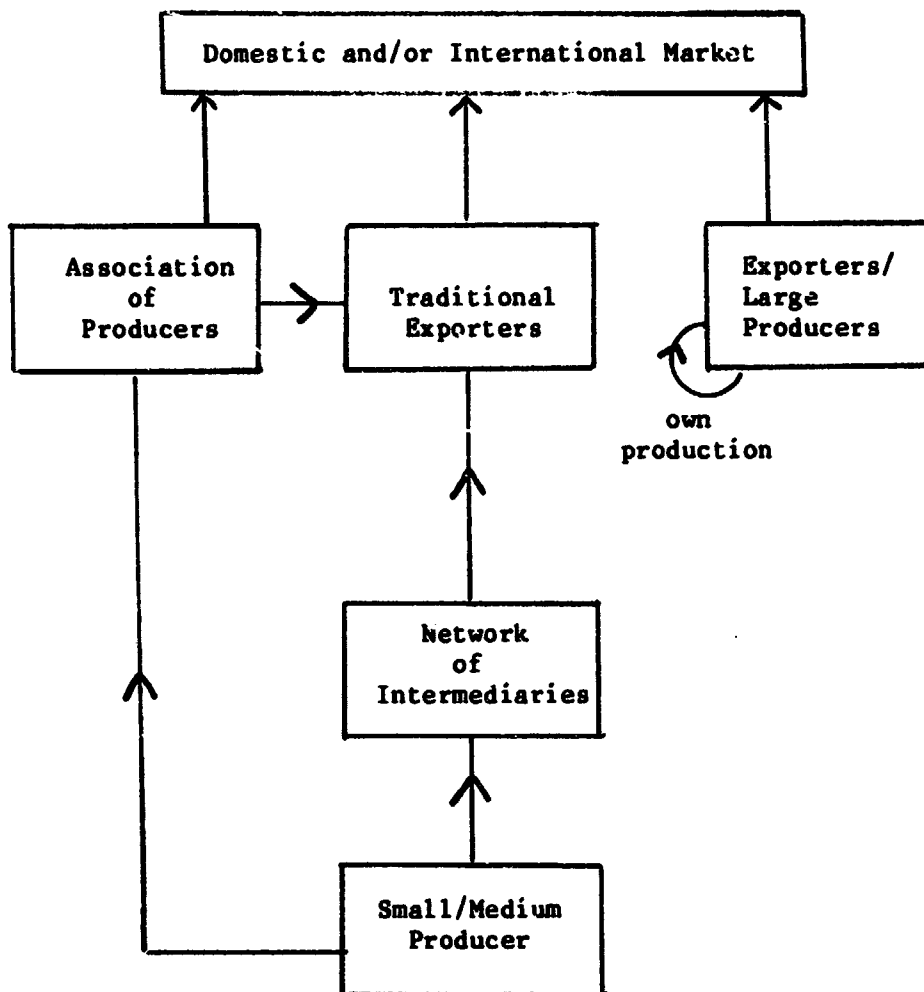 Domestic and/or International Market
Association
of
Producers
Traditional
Exporters
Exporters/
Large
Producers
own
production
Network
of
Intermediaries
Small/Medium
Producer